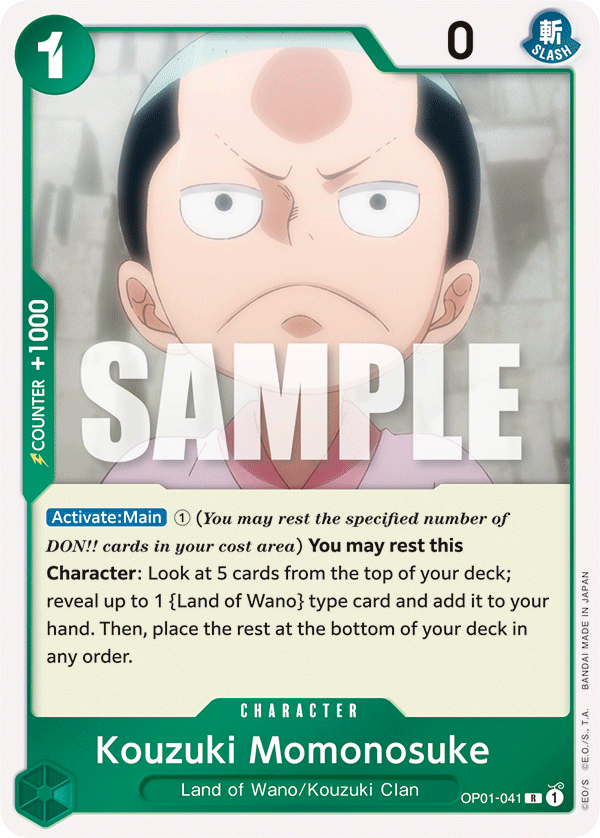 1
0
斬
SLASH
COUNTER +1000
SAMPLE
Activate:Main ① (You may rest the specified number of
DON!! cards in your cost area) You may rest this
Character: Look at 5 cards from the top of your deck;
reveal up to 1 {Land of Wano} type card and add it to your
hand. Then, place the rest at the bottom of your deck in
any order.
CHARACTER
Kouzuki Momonosuke
Land of Wano/Kouzuki Clan
OP01-041 R 1
©E.O/S ©E.O./S., T.A. BANDAI MADE IN JAPAN